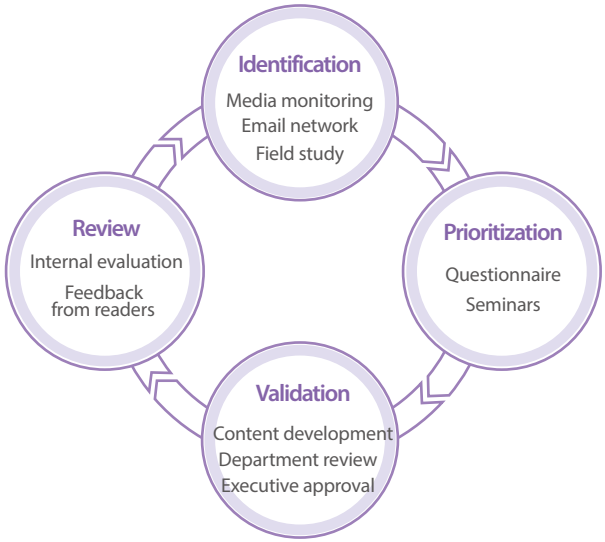 Identification
Media monitoring
Email network
Field study
Prioritization
Questionnaire
Seminars
Validation
Content development
Department review
Executive approval
Review
Internal evaluation
Feedback
from readers